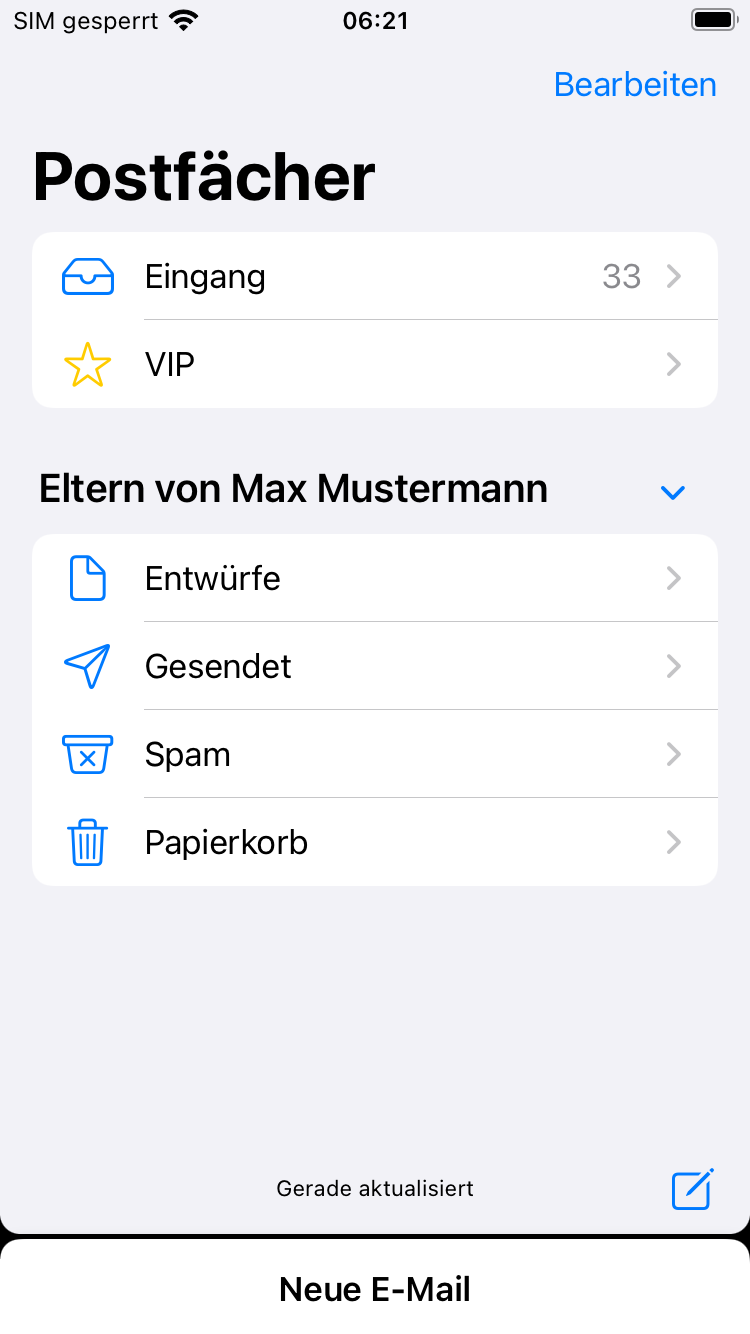 SIM gesperrt 06:21
Bearbeiten
Postfächer
Eingang 33
VIP
Eltern von Max Mustermann
Entwürfe
Gesendet
Spam
Papierkorb
Gerade aktualisiert
Neue E-Mail